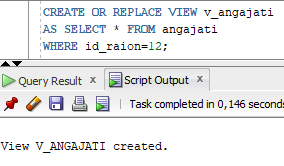 CREATE OR REPLACE VIEW v_angajati
AS SELECT * FROM angajati
WHERE id_raion=12;
Query Result x Script Output x
Task completed in 0,146 seconds
View V_ANGAJATI created.